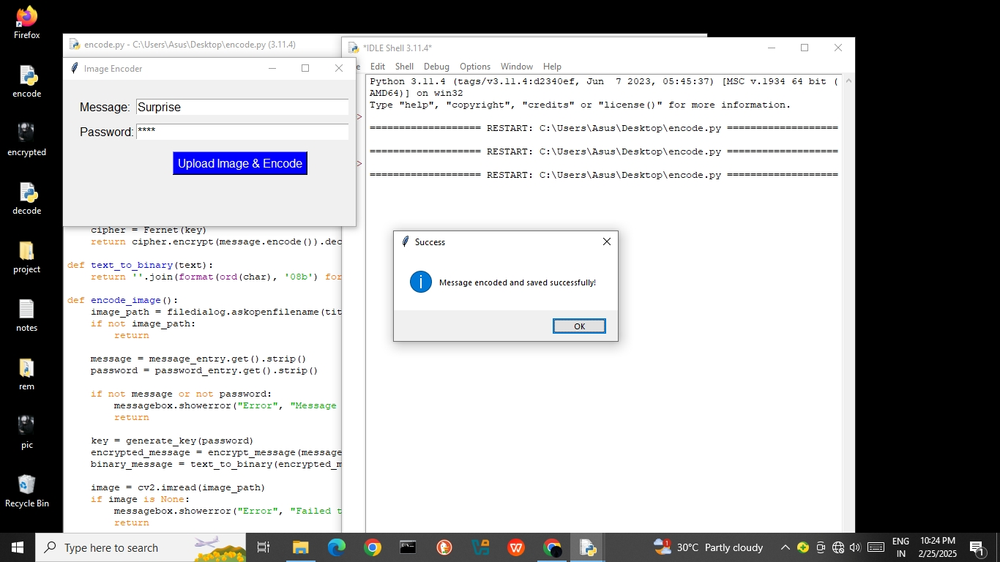 Firefox
encode
encrypted
decode
project
notes
rem
pic
Recycle Bin
encode.py - C:\Users\Asus\Desktop\encode.py (3.11.4)
Image Encoder
Message: Surprise
Password: ****
Upload Image & Encode
cipher = Fernet(key)
return cipher.encrypt(message.encode()).dec
def text_to_binary(text):
return ''.join(format(ord(char), '08b') for
def encode_image():
image_path = filedialog.askopenfilename(tit
if not image_path:
return
message = message_entry.get().strip()
password = password_entry.get().strip()
if not message or not password:
messagebox.showerror("Error", "Message
return
key = generate_key(password)
encrypted_message = encrypt_message(message
binary_message = text_to_binary(encrypted_m
image = cv2.imread(image_path)
if image is None:
messagebox.showerror("Error", "Failed t
return
*IDLE Shell 3.11.4*
e Edit Shell Debug Options Window Help
Python 3.11.4 (tags/v3.11.4:d2340ef, Jun 7 2023, 05:45:37) [MSC v.1934 64 bit (
AMD64)] on win32
Type "help", "copyright", "credits" or "license()" for more information.
>
=================== RESTART: C:\Users\Asus\Desktop\encode.py ===================
=================== RESTART: C:\Users\Asus\Desktop\encode.py ===================
>
=================== RESTART: C:\Users\Asus\Desktop\encode.py ===================
Success
Message encoded and saved successfully!
OK
Type here to search
30°C Partly cloudy
ENG
IN
10:24 PM
2/25/2025
1